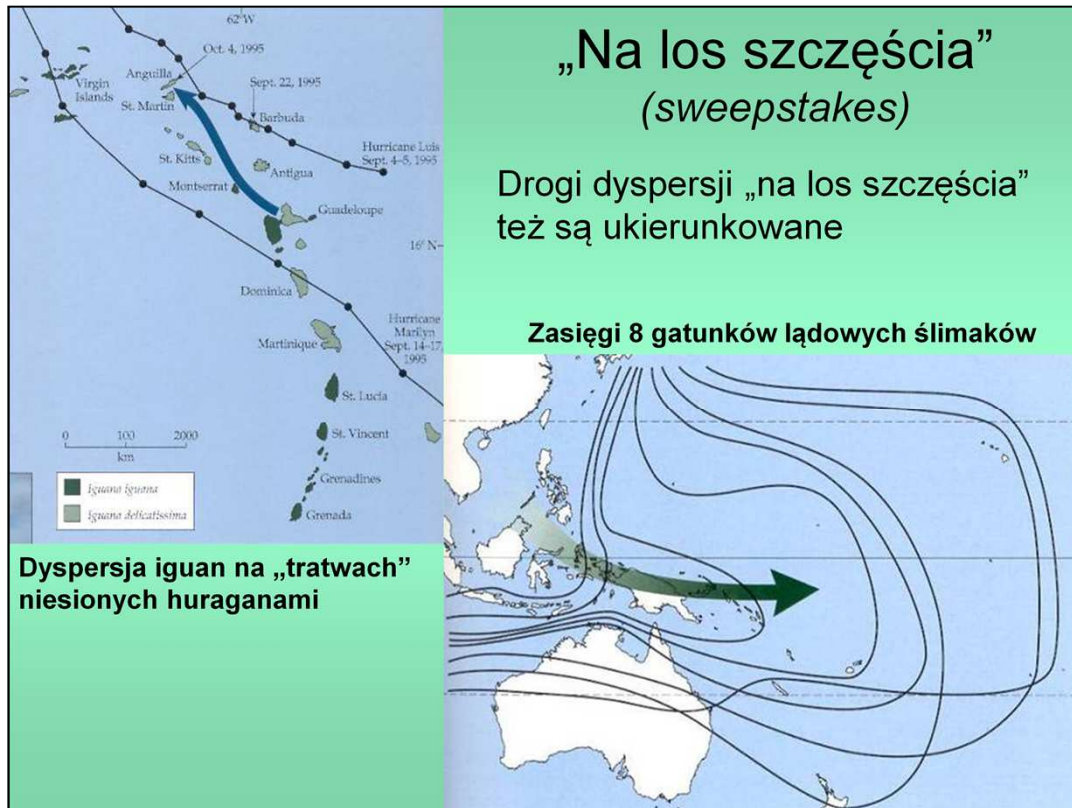 „Na los szczęścia”
(sweepstakes)
Drogi dyspersji „na los szczęścia”
też są ukierunkowane
Zasięgi 8 gatunków lądowych ślimaków
62°W
Oct. 4, 1995
Anguilla
Virgin
Islands
St. Martin
Sept. 22, 1995
Barbuda
Hurricane Luis
Sept. 4–5, 1995
St. Kitts
Antigua
Montserrat
Guadeloupe
16° N
Dominica
Hurricane
Marilyn
Sept. 14–17,
1995
Martinique
St. Lucia
St. Vincent
Grenadines
Grenada
0 100 2000
km
Iguana iguana
Iguana delicatissima
Dyspersja iguan na „tratwach”
niesionych huraganami